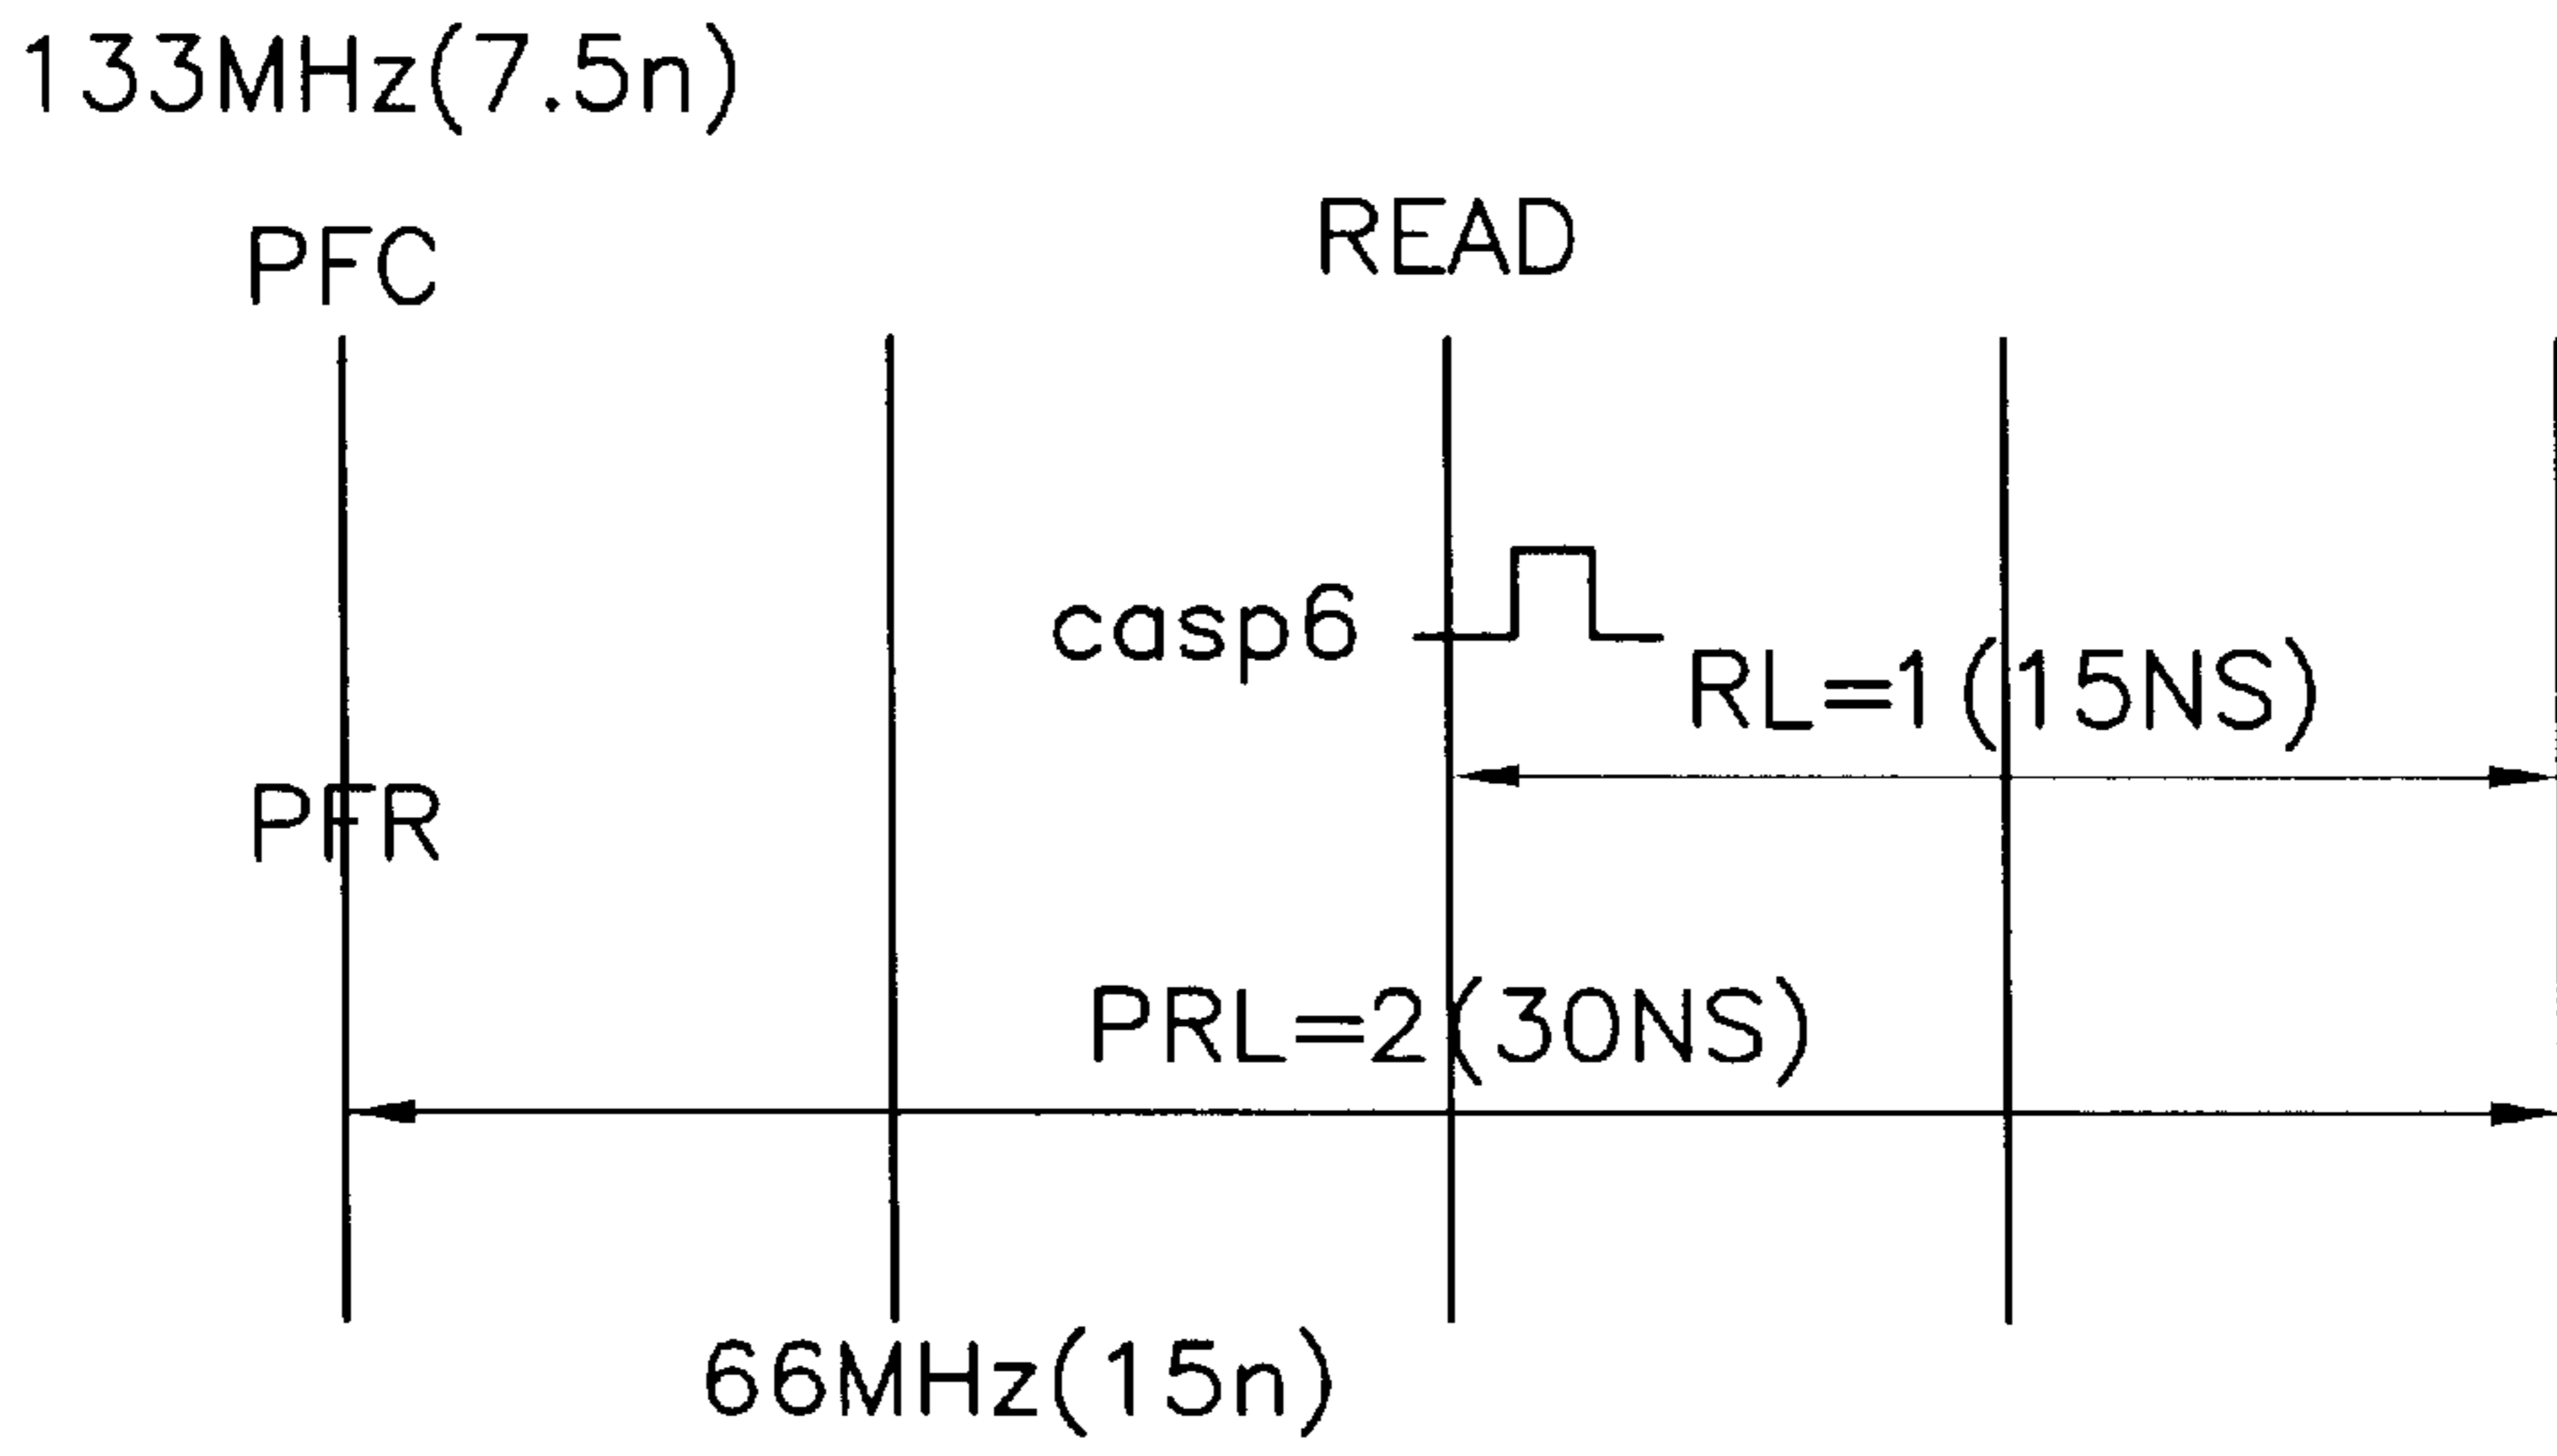 133MHz(7.5n)
PFC
READ
casp6
RL=1(15NS)
PFR
PRL=2(30NS)
66MHz(15n)